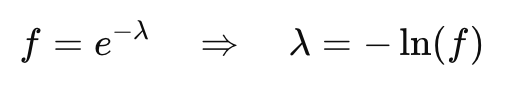 f = e^{-λ} ⇒ λ = − ln(f)